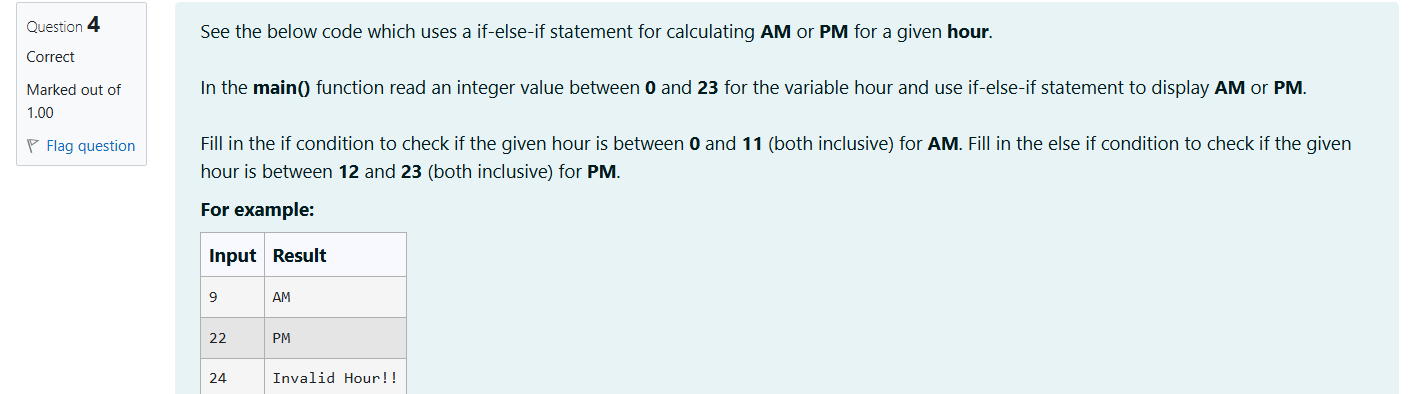 Question 4
Correct
Marked out of
1.00
Flag question
See the below code which uses a if-else-if statement for calculating AM or PM for a given hour.
In the main() function read an integer value between 0 and 23 for the variable hour and use if-else-if statement to display AM or PM.
Fill in the if condition to check if the given hour is between 0 and 11 (both inclusive) for AM. Fill in the else if condition to check if the given
hour is between 12 and 23 (both inclusive) for PM.
For example:
Input Result
9 AM
22 PM
24 Invalid Hour!!